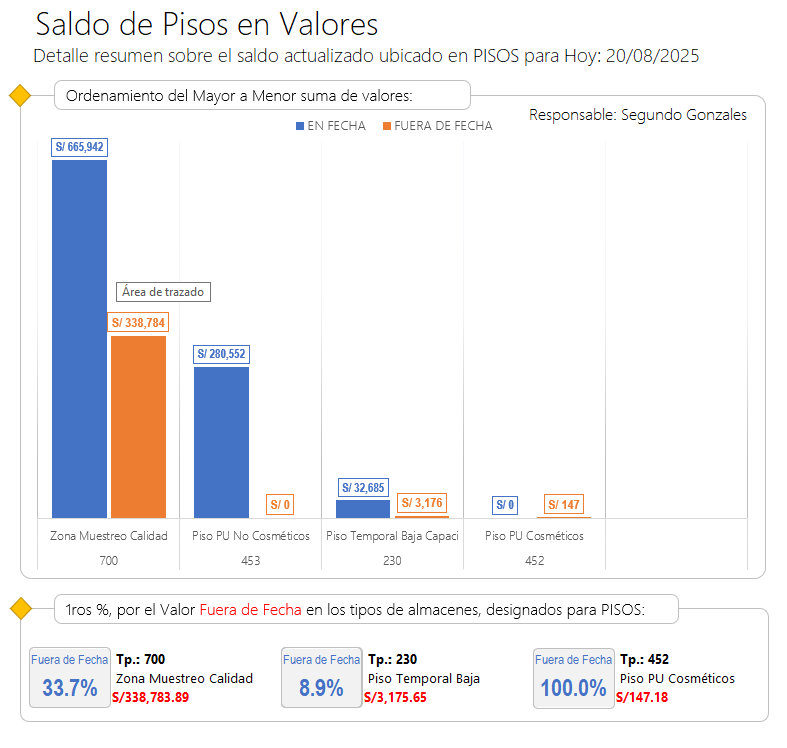 Saldo de Pisos en Valores
Detalle resumen sobre el saldo actualizado ubicado en PISOS para Hoy: 20/08/2025
Ordenamiento del Mayor a Menor suma de valores:
Responsable: Segundo Gonzales
EN FECHA FUERA DE FECHA
S/ 665,942
Área de trazado
S/ 338,784
S/ 280,552
S/ 0
S/ 32,685
S/ 3,176
S/ 0
S/ 147
Zona Muestreo Calidad
Piso PU No Cosméticos
Piso Temporal Baja Capaci
Piso PU Cosméticos
700
453
230
452
1ros %, por el Valor Fuera de Fecha en los tipos de almacenes, designados para PISOS:
Fuera de Fecha
33.7%
Tp.: 700
Zona Muestreo Calidad
S/338,783.89
Fuera de Fecha
8.9%
Tp.: 230
Piso Temporal Baja
S/3,175.65
Fuera de Fecha
100.0%
Tp.: 452
Piso PU Cosméticos
S/147.18